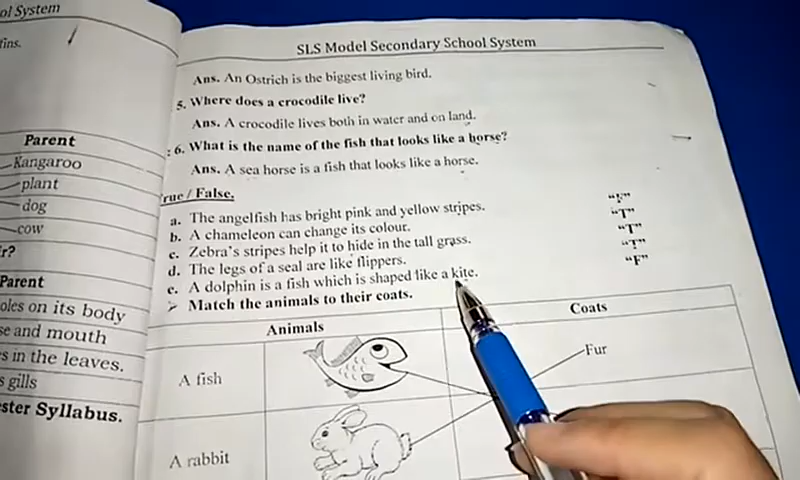 ol System
fins.
Parent
Kangaroo
plant
dog
cow
r?
Parent
oles on its body
se and mouth
s in the leaves.
s gills
ster Syllabus.
SLS Model Secondary School System
Ans. An Ostrich is the biggest living bird.
5. Where does a crocodile live?
Ans. A crocodile lives both in water and on land.
: 6. What is the name of the fish that looks like a horse?
Ans. A sea horse is a fish that looks like a horse.
rue / False.
a. The angelfish has bright pink and yellow stripes. "F"
b. A chameleon can change its colour. "T"
c. Zebra's stripes help it to hide in the tall grass. "T"
d. The legs of a seal are like flippers. "T"
e. A dolphin is a fish which is shaped like a kite. "F"
➢ Match the animals to their coats.
Animals Coats
A fish Fur
A rabbit